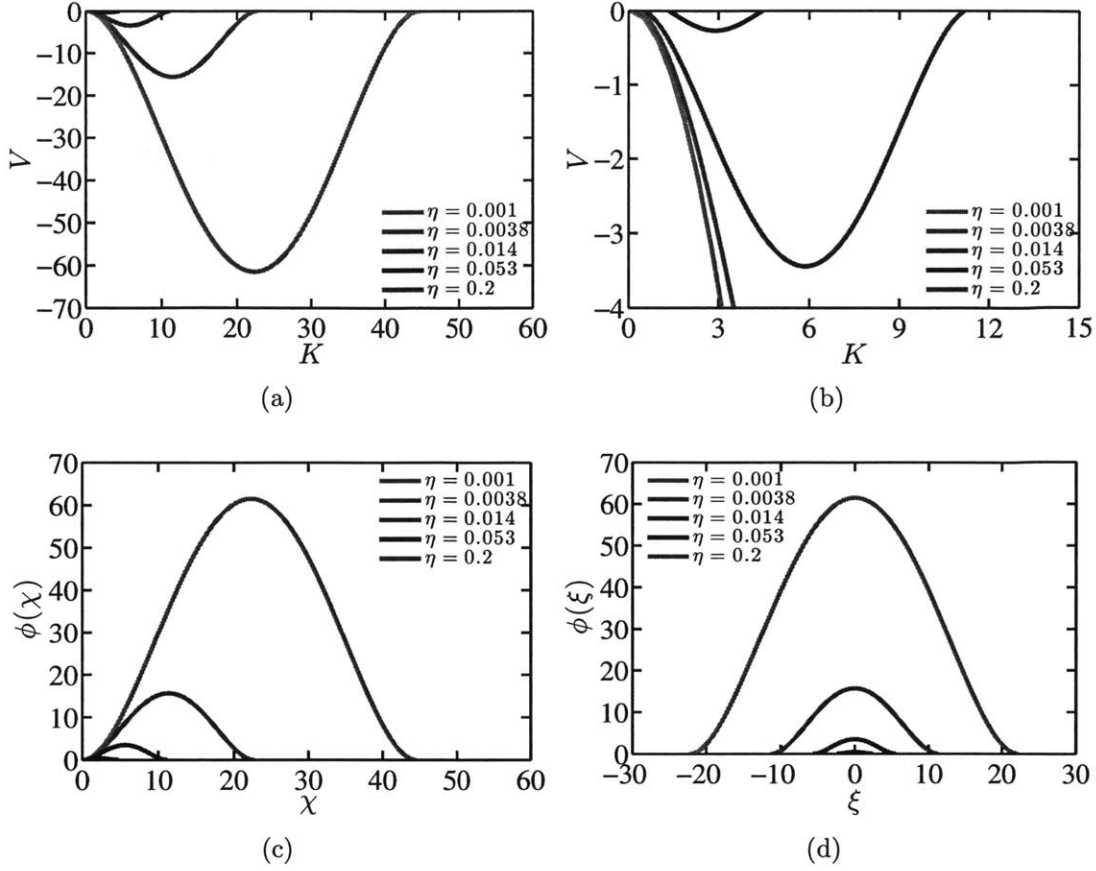 0
−10
−20
−30
−40
−50
−60
−70
V
0 10 20 30 40 50 60
K
η = 0.001
η = 0.0038
η = 0.014
η = 0.053
η = 0.2
(a)
0
−1
−2
−3
−4
V
0 3 6 9 12 15
K
η = 0.001
η = 0.0038
η = 0.014
η = 0.053
η = 0.2
(b)
70
60
50
40
30
20
10
0
ϕ(χ)
0 10 20 30 40 50 60
χ
η = 0.001
η = 0.0038
η = 0.014
η = 0.053
η = 0.2
(c)
70
60
50
40
30
20
10
0
ϕ(ξ)
−30 −20 −10 0 10 20 30
ξ
η = 0.001
η = 0.0038
η = 0.014
η = 0.053
η = 0.2
(d)